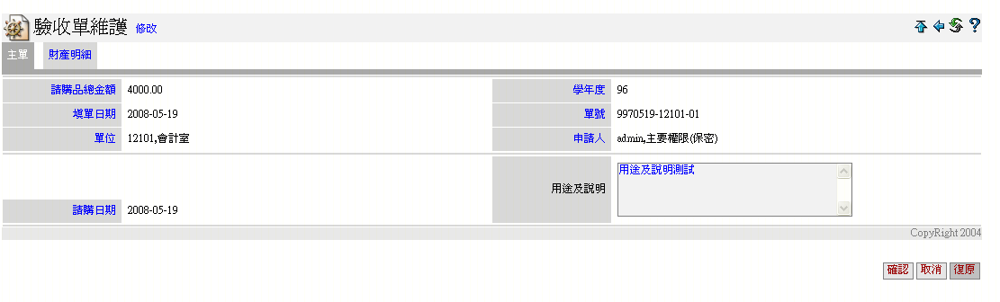 驗收單維護 修改
?
主單 財產明細
請購品總金額 4000.00 學年度 96
填單日期 2008-05-19 單號 9970519-12101-01
單位 12101,會計室 申請人 admin,主要權限(保密)
用途及說明 用途及說明測試
請購日期 2008-05-19
CopyRight 2004
確認 取消 復原